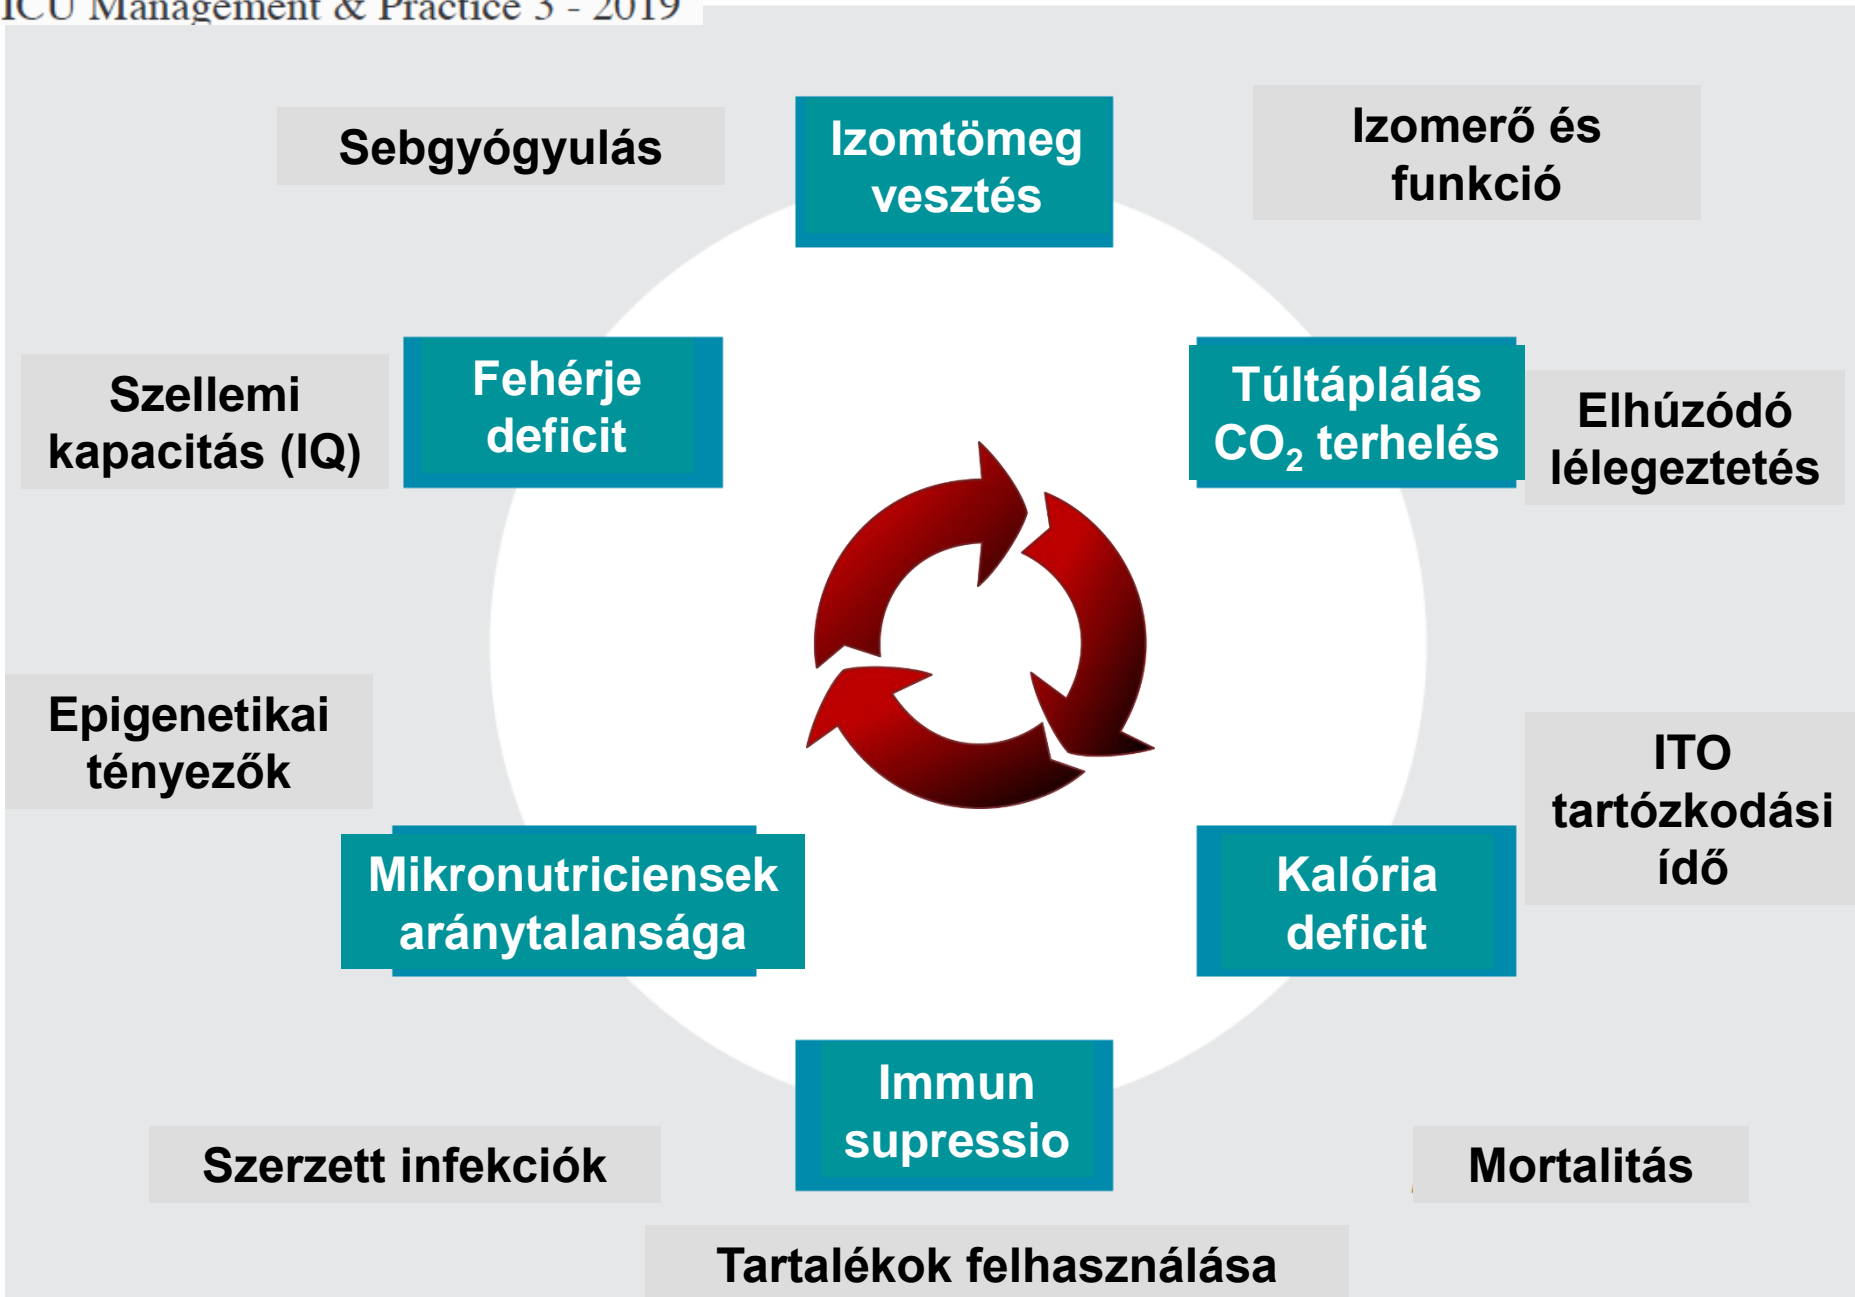 ICU Management & Practice 3 - 2019
Sebgyógyulás
Izomtömeg
vesztés
Izomerő és
funkció
Szellemi
kapacitás (IQ)
Fehérje
deficit
Túltáplálás
CO₂ terhelés
Elhúzódó
lélegeztetés
Epigenetikai
tényezők
ITO
tartózkodási
ídő
Mikronutriciensek
aránytalansága
Kalória
deficit
Immun
supressio
Szerzett infekciók
Mortalitás
Tartalékok felhasználása